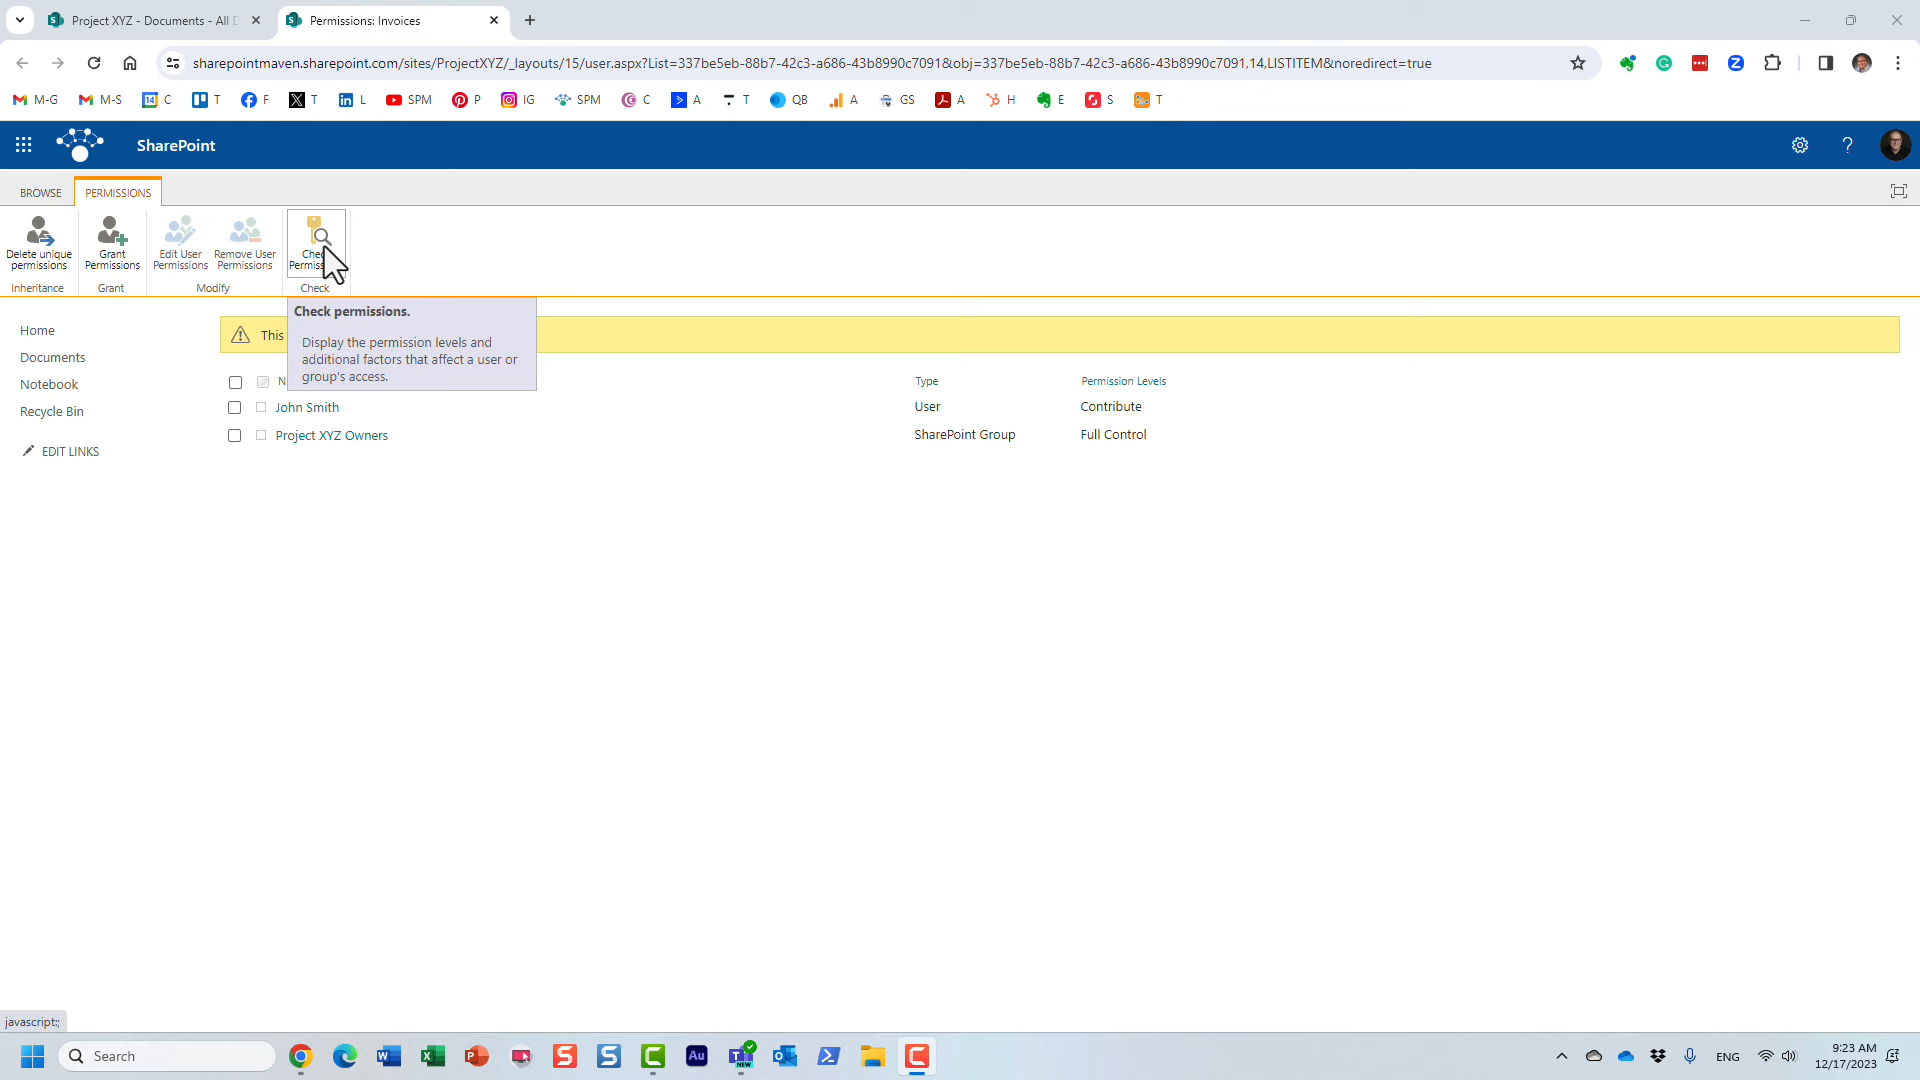 Project XYZ - Documents - All D
Permissions: Invoices
sharepointmaven.sharepoint.com/sites/ProjectXYZ/_layouts/15/user.aspx?List=337be5eb-88b7-42c3-a686-43b8990c7091&obj=337be5eb-88b7-42c3-a686-43b8990c7091,14,LISTITEM&noredirect=true
M-G M-S 14 C T F T L SPM P IG SPM C A T QB A GS A H E S T
SharePoint
BROWSE PERMISSIONS
Delete unique permissions
Grant Permissions
Edit User Permissions
Remove User Permissions
Inheritance Grant Modify Check
Check permissions.
Display the permission levels and
additional factors that affect a user or
group's access.
This
Home
Documents
Notebook
Recycle Bin
EDIT LINKS
Type Permission Levels
John Smith User Contribute
Project XYZ Owners SharePoint Group Full Control
javascript:;
Search
Au
NEW
ENG
9:23 AM
12/17/2023